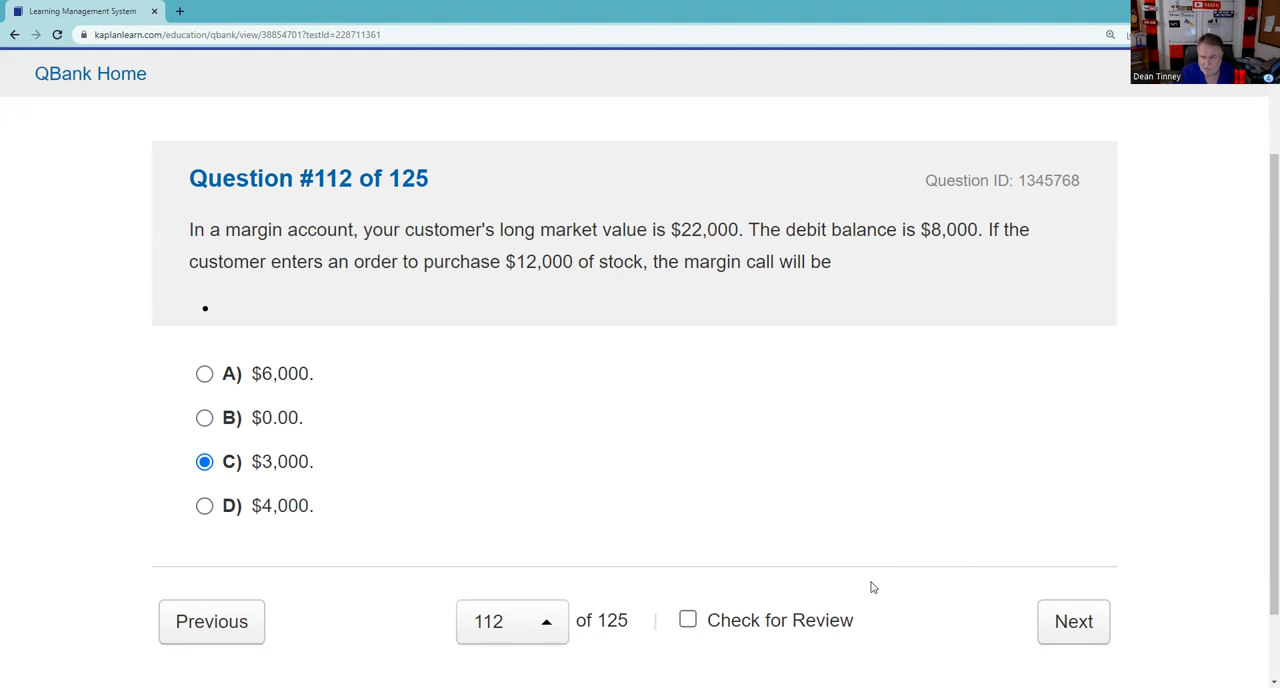 Learning Management System
kaplanlearn.com/education/qbank/view/38854701?testId=228711361
Dean Tinney
QBank Home
Question #112 of 125
Question ID: 1345768
In a margin account, your customer's long market value is $22,000. The debit balance is $8,000. If the
customer enters an order to purchase $12,000 of stock, the margin call will be
A) $6,000.
B) $0.00.
C) $3,000.
D) $4,000.
Previous
112
of 125
Check for Review
Next